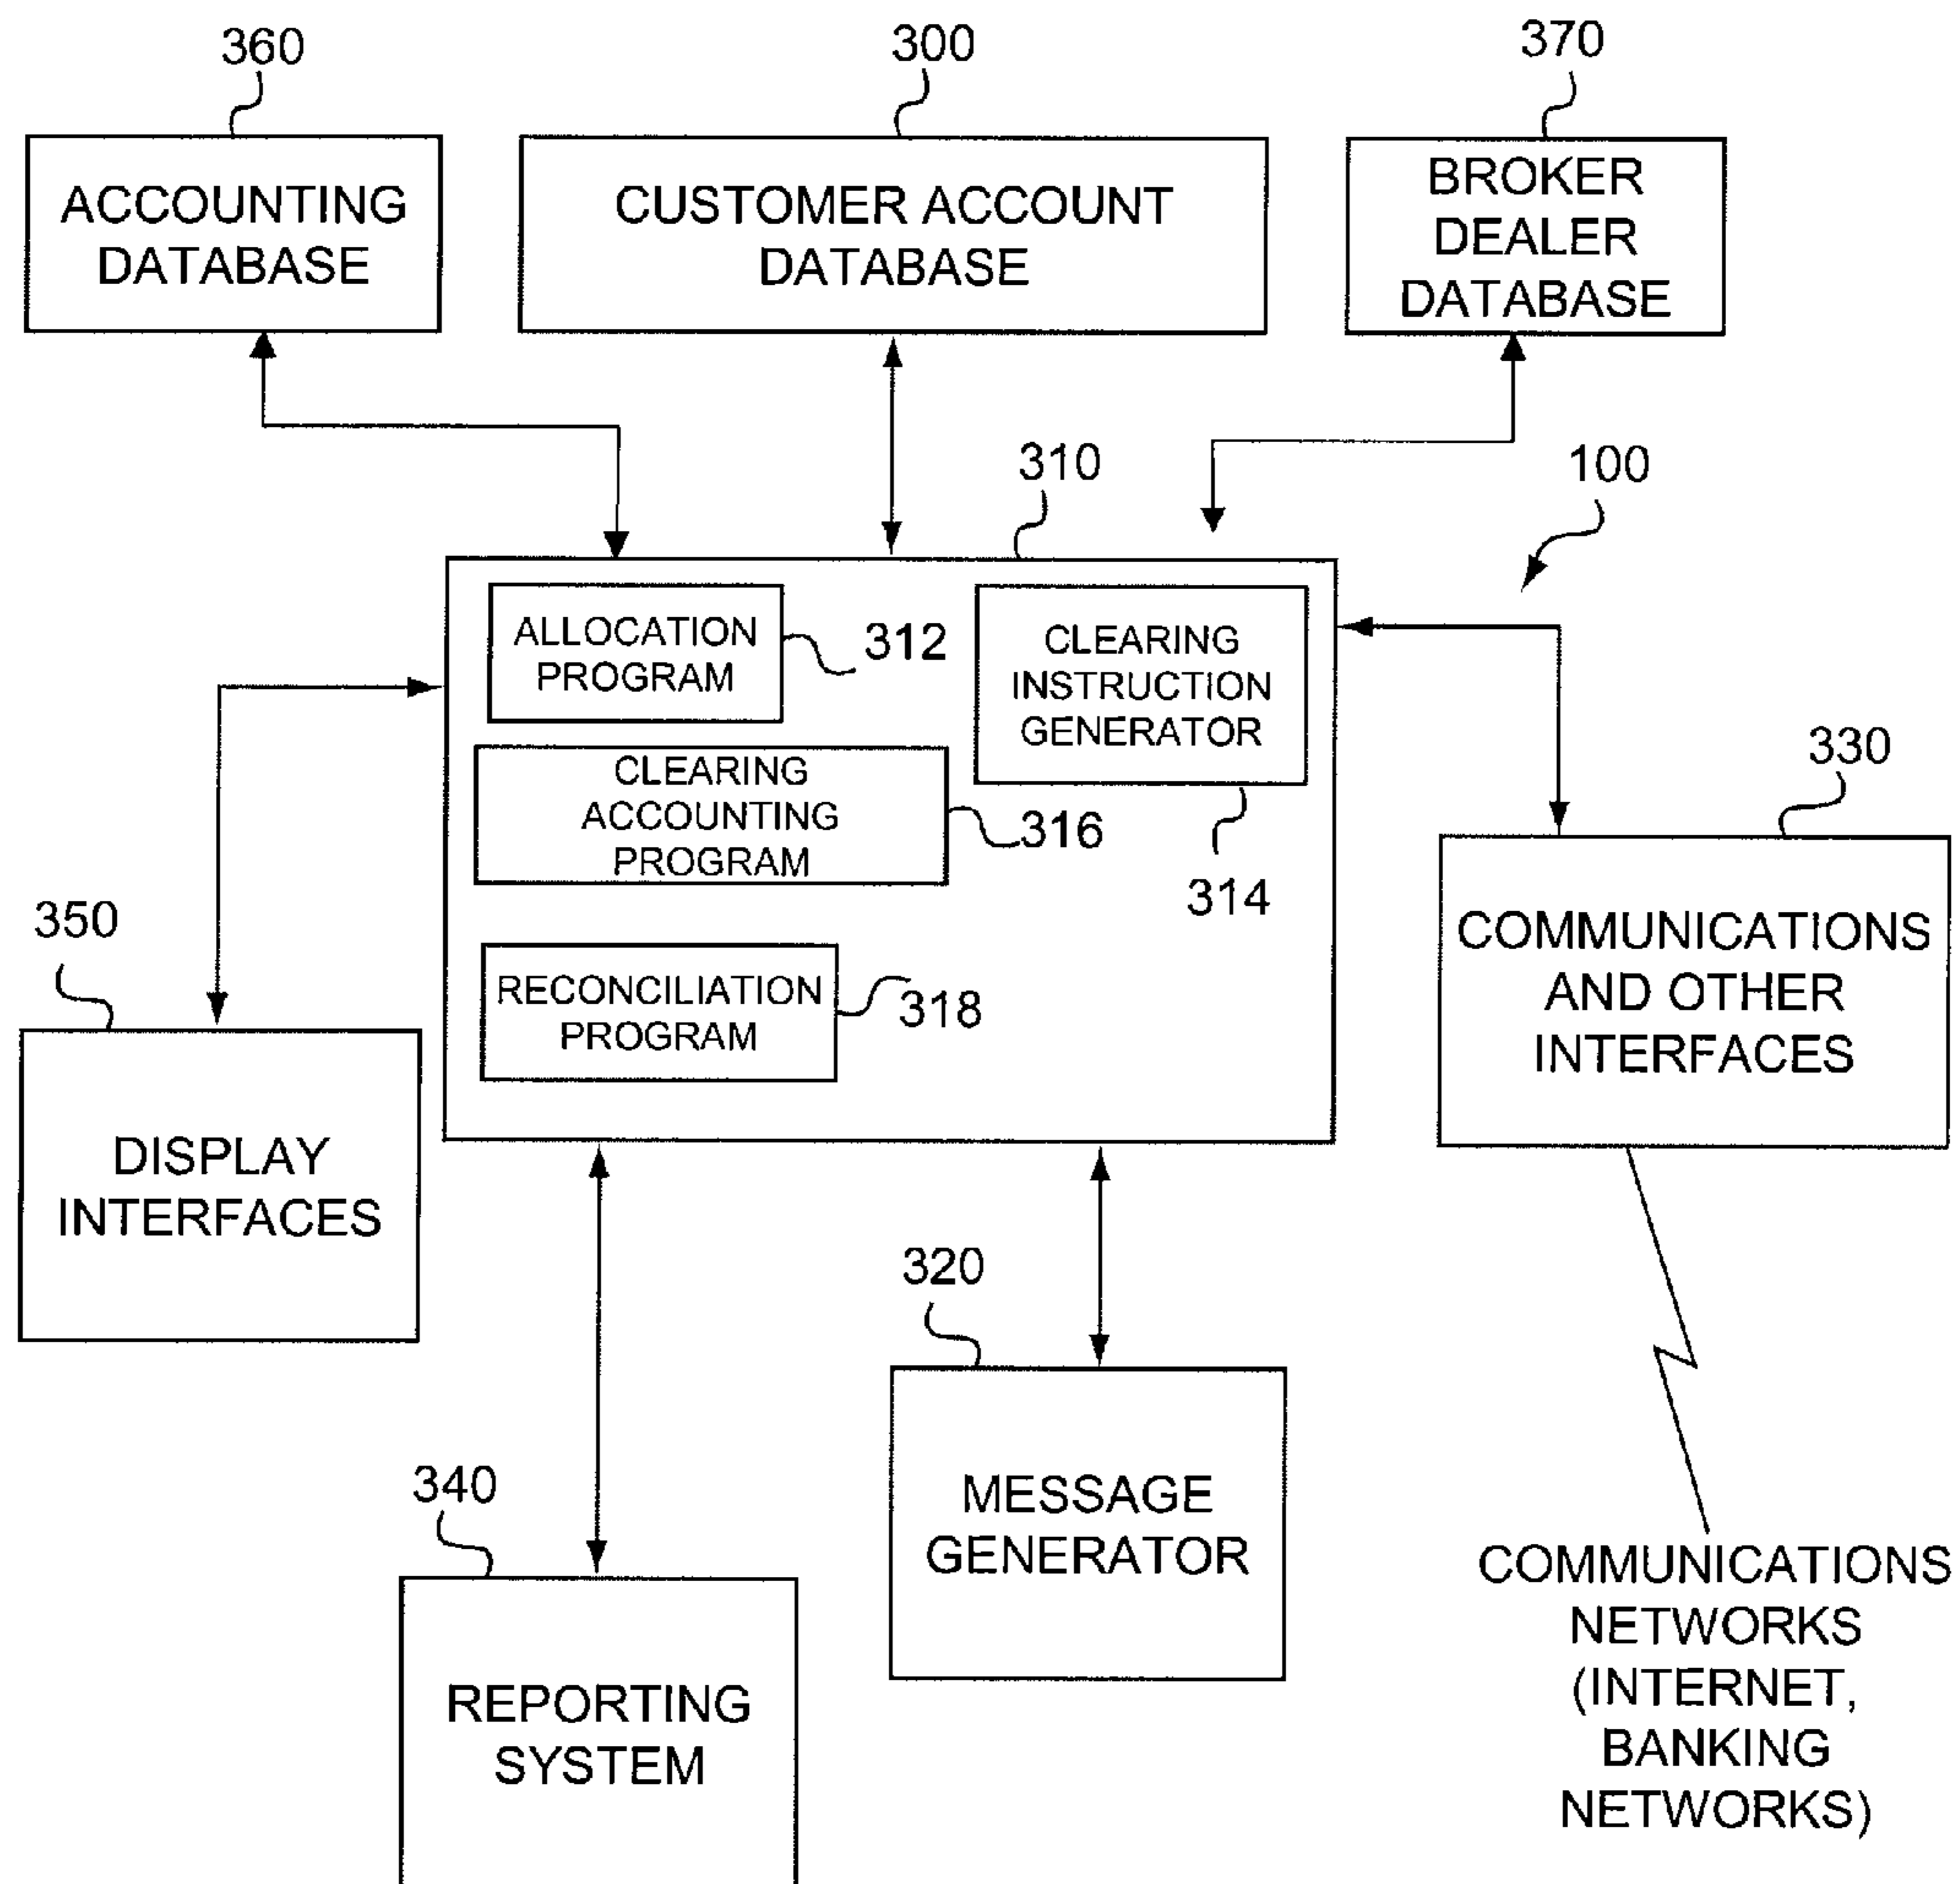 360
300
370
ACCOUNTING
DATABASE
CUSTOMER ACCOUNT
DATABASE
BROKER
DEALER
DATABASE
310
100
ALLOCATION
PROGRAM
312
CLEARING
INSTRUCTION
GENERATOR
314
CLEARING
ACCOUNTING
PROGRAM
316
RECONCILIATION
PROGRAM
318
330
COMMUNICATIONS
AND OTHER
INTERFACES
350
DISPLAY
INTERFACES
320
MESSAGE
GENERATOR
340
REPORTING
SYSTEM
COMMUNICATIONS
NETWORKS
(INTERNET,
BANKING
NETWORKS)